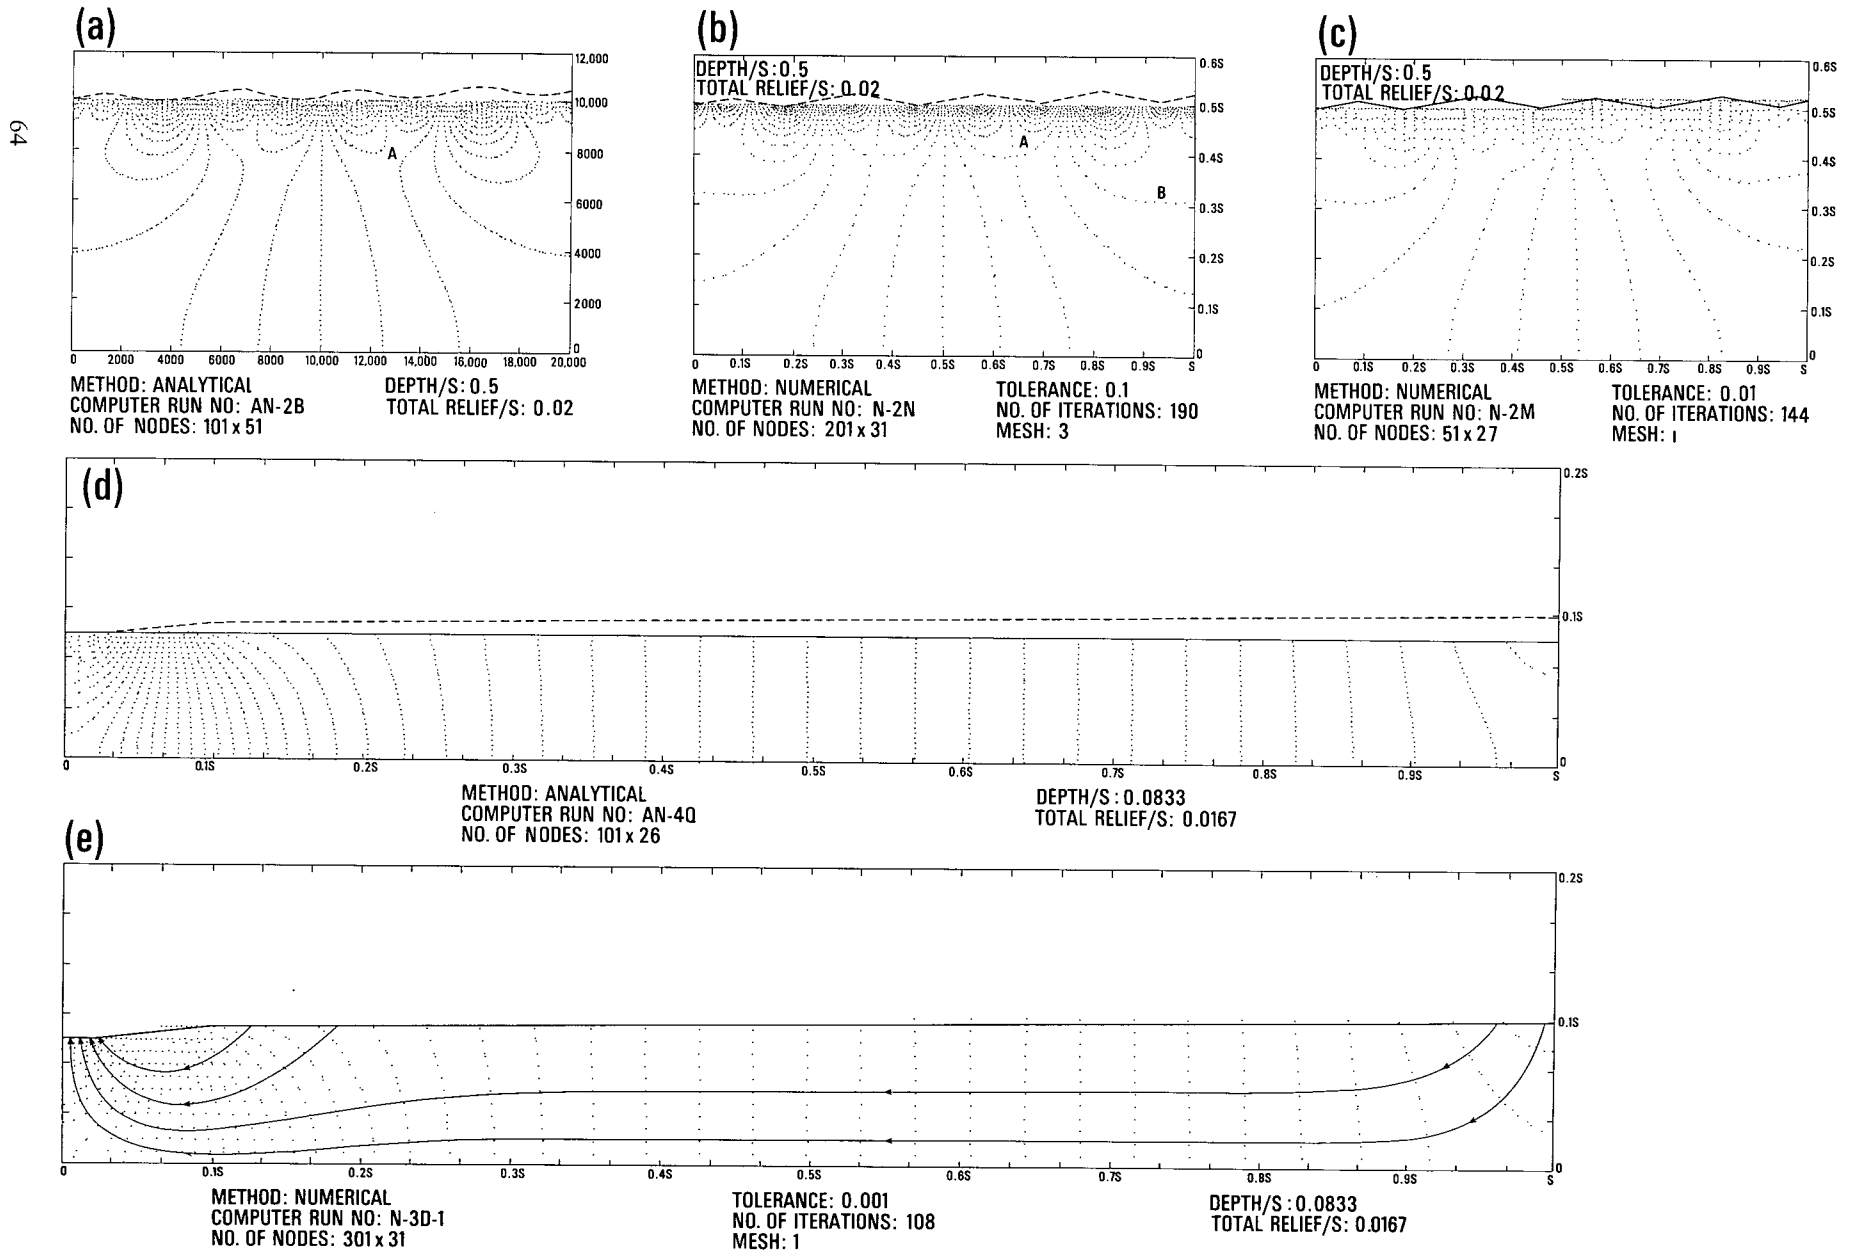 64
(a)
12,000
10,000
8000
6000
4000
2000
0
A
0 2000 4000 6000 8000 10,000 12,000 14,000 16,000 18,000 20,000
METHOD: ANALYTICAL
COMPUTER RUN NO: AN-2B
NO. OF NODES: 101 x 51
DEPTH/S: 0.5
TOTAL RELIEF/S: 0.02
(b)
DEPTH/S: 0.5
TOTAL RELIEF/S: 0.02
0.6S
0.5S
0.4S
0.3S
0.2S
0.1S
0
A
B
0 0.1S 0.2S 0.3S 0.4S 0.5S 0.6S 0.7S 0.8S 0.9S S
METHOD: NUMERICAL
COMPUTER RUN NO: N-2N
NO. OF NODES: 201 x 31
TOLERANCE: 0.1
NO. OF ITERATIONS: 190
MESH: 3
(c)
DEPTH/S: 0.5
TOTAL RELIEF/S: 0.02
0.6S
0.5S
0.4S
0.3S
0.2S
0.1S
0
0 0.1S 0.2S 0.3S 0.4S 0.5S 0.6S 0.7S 0.8S 0.9S S
METHOD: NUMERICAL
COMPUTER RUN NO: N-2M
NO. OF NODES: 51 x 27
TOLERANCE: 0.01
NO. OF ITERATIONS: 144
MESH: 1
(d)
0.2S
0.1S
0
0 0.1S 0.2S 0.3S 0.4S 0.5S 0.6S 0.7S 0.8S 0.9S S
METHOD: ANALYTICAL
COMPUTER RUN NO: AN-4Q
NO. OF NODES: 101 x 26
DEPTH/S: 0.0833
TOTAL RELIEF/S: 0.0167
(e)
0.2S
0.1S
0
0 0.1S 0.2S 0.3S 0.4S 0.5S 0.6S 0.7S 0.8S 0.9S S
METHOD: NUMERICAL
COMPUTER RUN NO: N-3D-1
NO. OF NODES: 301 x 31
TOLERANCE: 0.001
NO. OF ITERATIONS: 108
MESH: 1
DEPTH/S: 0.0833
TOTAL RELIEF/S: 0.0167